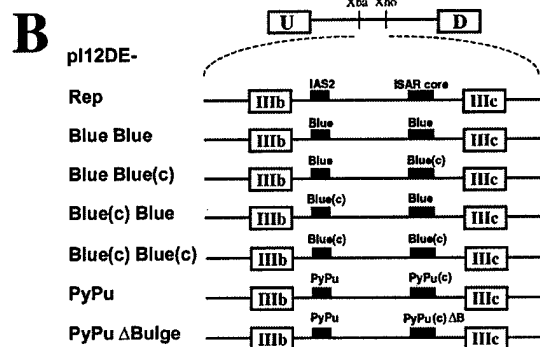 B
Xba Xho
U D
pI12DE-
IAS2 ISAR core
Rep IIIb IIIc
Blue Blue
Blue Blue IIIb IIIc
Blue Blue(c)
Blue Blue(c) IIIb IIIc
Blue(c) Blue
Blue(c) Blue IIIb IIIc
Blue(c) Blue(c)
Blue(c) Blue(c) IIIb IIIc
PyPu PyPu(c)
PyPu IIIb IIIc
PyPu PyPu(c) ΔB
PyPu ΔBulge IIIb IIIc